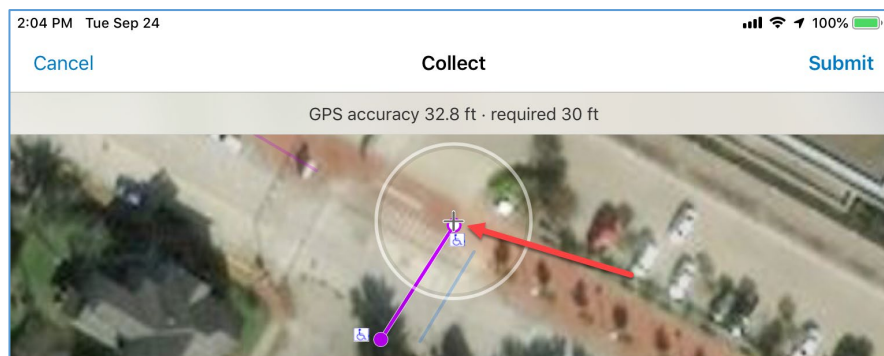 2:04 PM Tue Sep 24 100%
Cancel Collect Submit
GPS accuracy 32.8 ft · required 30 ft